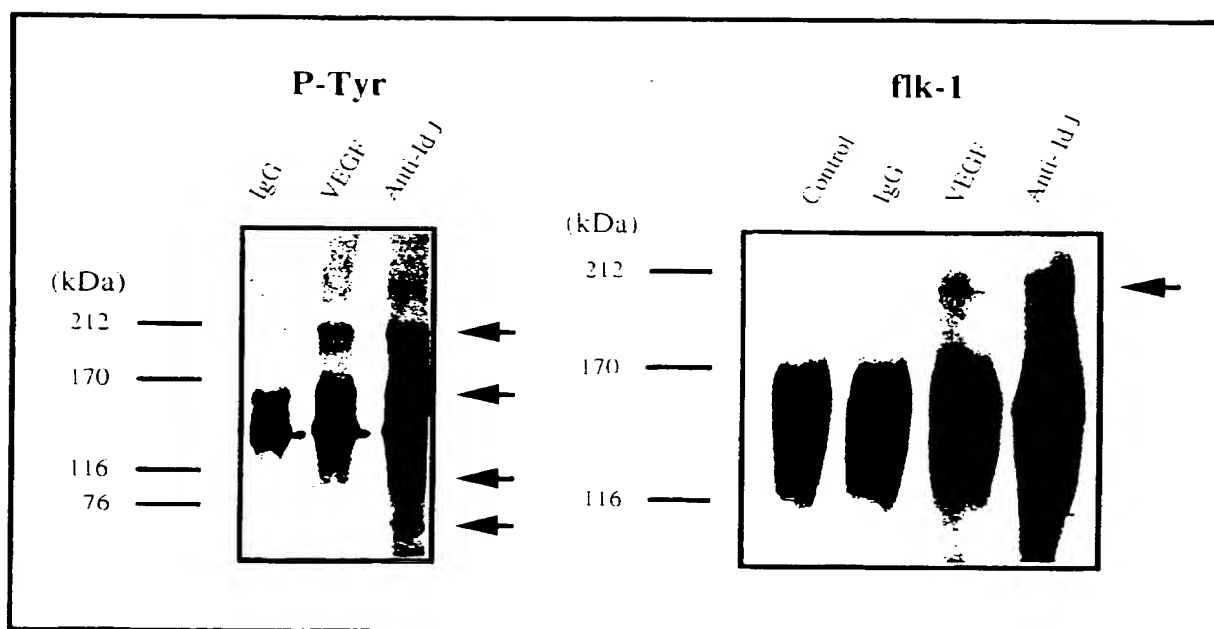 P-Tyr
IgG
VEGF
Anti-Id J
(kDa)
212
170
116
76
flk-1
Control
IgG
VEGF
Anti-Id J
(kDa)
212
170
116